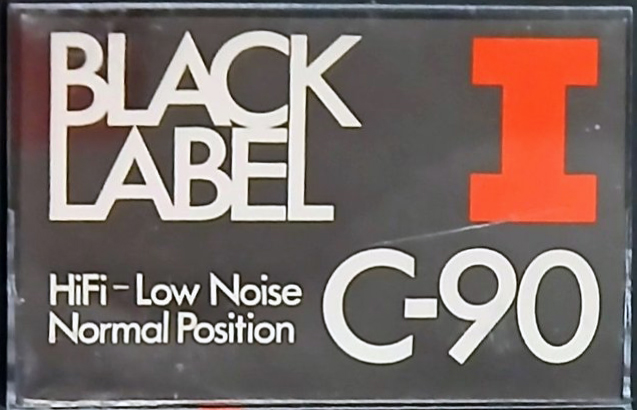 BLACK
LABEL
I
HiFi-Low Noise
Normal Position
C-90